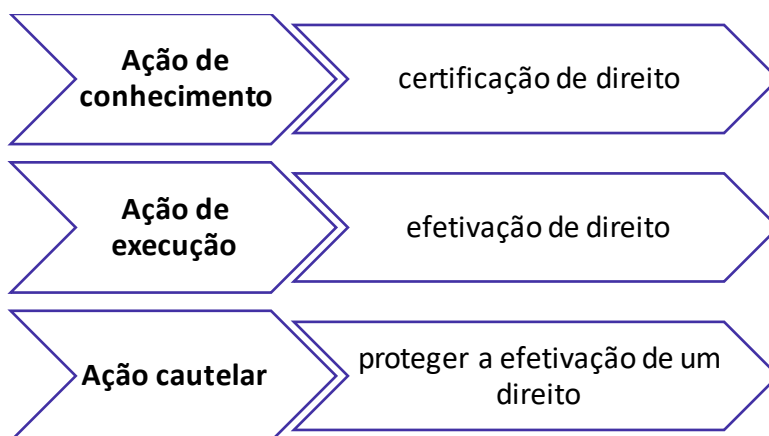 Ação de
conhecimento
certificação de direito
Ação de
execução
efetivação de direito
Ação cautelar
proteger a efetivação de um
direito